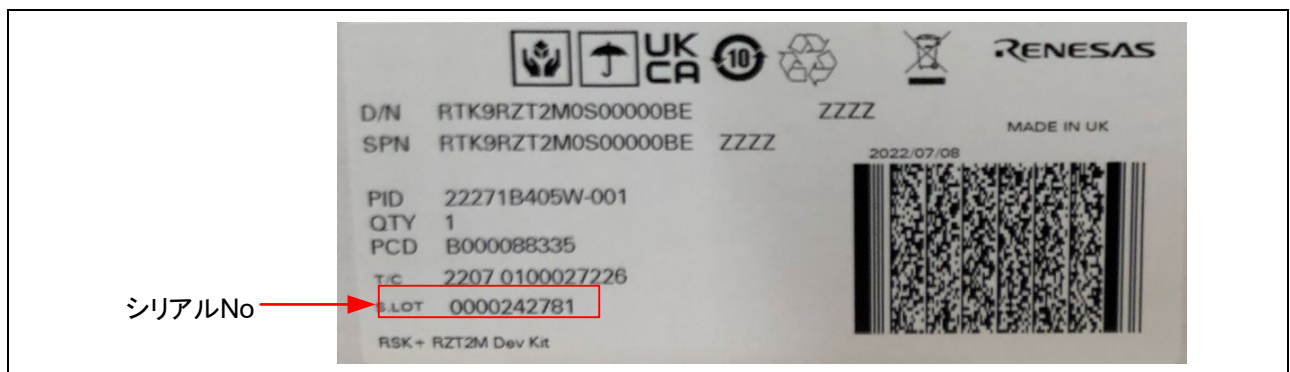 UK
CA
10
RENESAS
D/N RTK9RZT2M0S00000BE ZZZZ
MADE IN UK
SPN RTK9RZT2M0S00000BE ZZZZ
2022/07/08
PID 22271B405W-001
QTY 1
PCD B000088335
T/C 2207 0100027226
シリアルNo
S.LOT 0000242781
RSK+ RZT2M Dev Kit